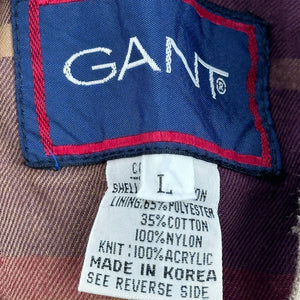 GANT®
L
SHELL
LINING:65%POLYESTER
35%COTTON
100%NYLON
KNIT:100%ACRYLIC
MADE IN KOREA
SEE REVERSE SIDE